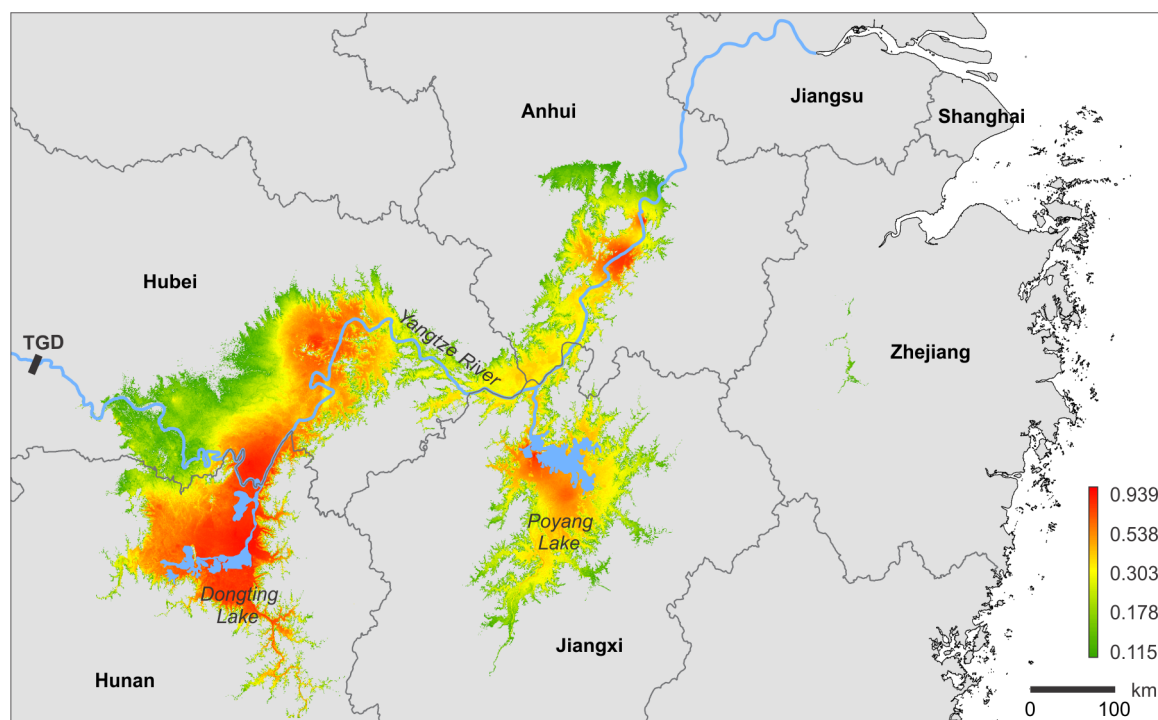 Jiangsu
Anhui
Shanghai
Hubei
Yangtze River
TGD
Zhejiang
0.939
0.538
0.303
0.178
0.115
Poyang
Lake
Dongting
Lake
Jiangxi
Hunan
km
0 100